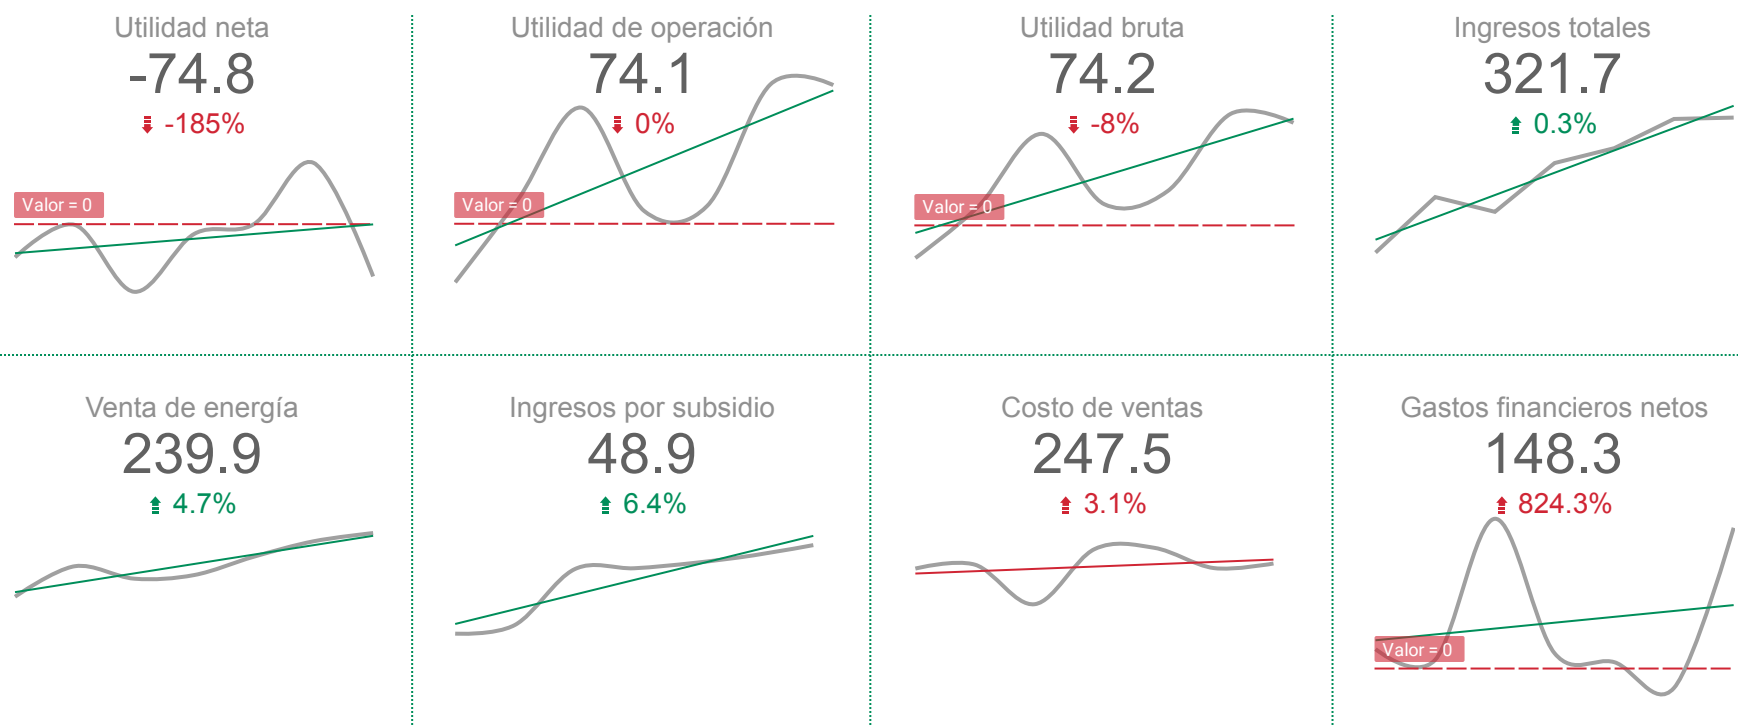 Utilidad neta
-74.8
-185%
Valor = 0
Utilidad de operación
74.1
0%
Valor = 0
Utilidad bruta
74.2
-8%
Valor = 0
Ingresos totales
321.7
0.3%
Venta de energía
239.9
4.7%
Ingresos por subsidio
48.9
6.4%
Costo de ventas
247.5
3.1%
Gastos financieros netos
148.3
824.3%
Valor = 0